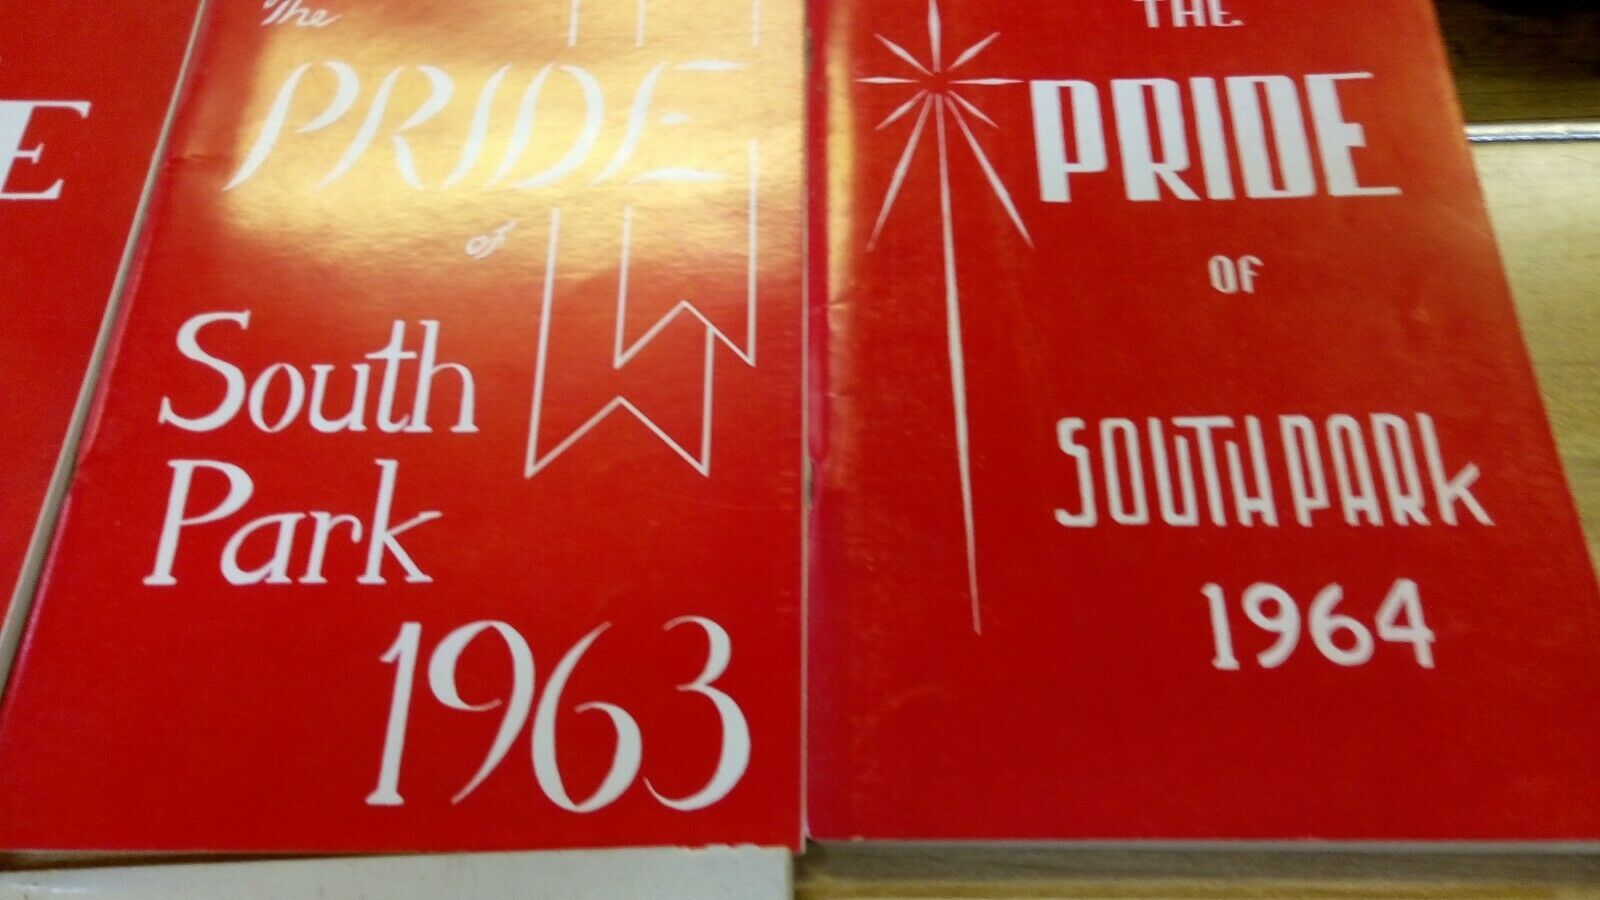 The
PRIDE
of
South
Park
1963
THE
PRIDE
OF
SOUTH PARK
1964